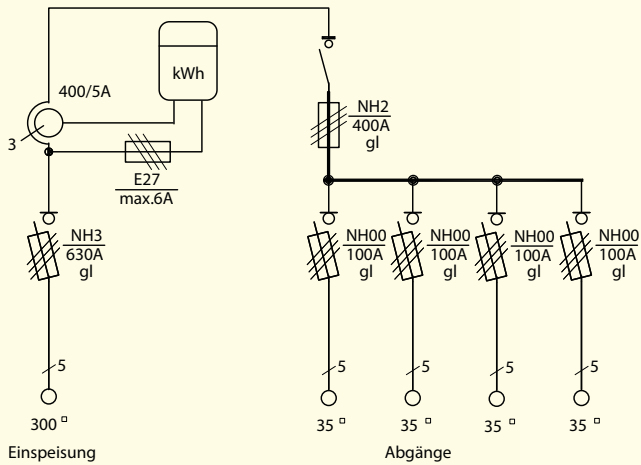 400/5A
kWh
3
E27
max.6A
NH2
400A
gl
NH3
630A
gl
NH00
100A
gl
NH00
100A
gl
NH00
100A
gl
NH00
100A
gl
5
5
5
5
5
300 □
35 □
35 □
35 □
35 □
Einspeisung
Abgänge